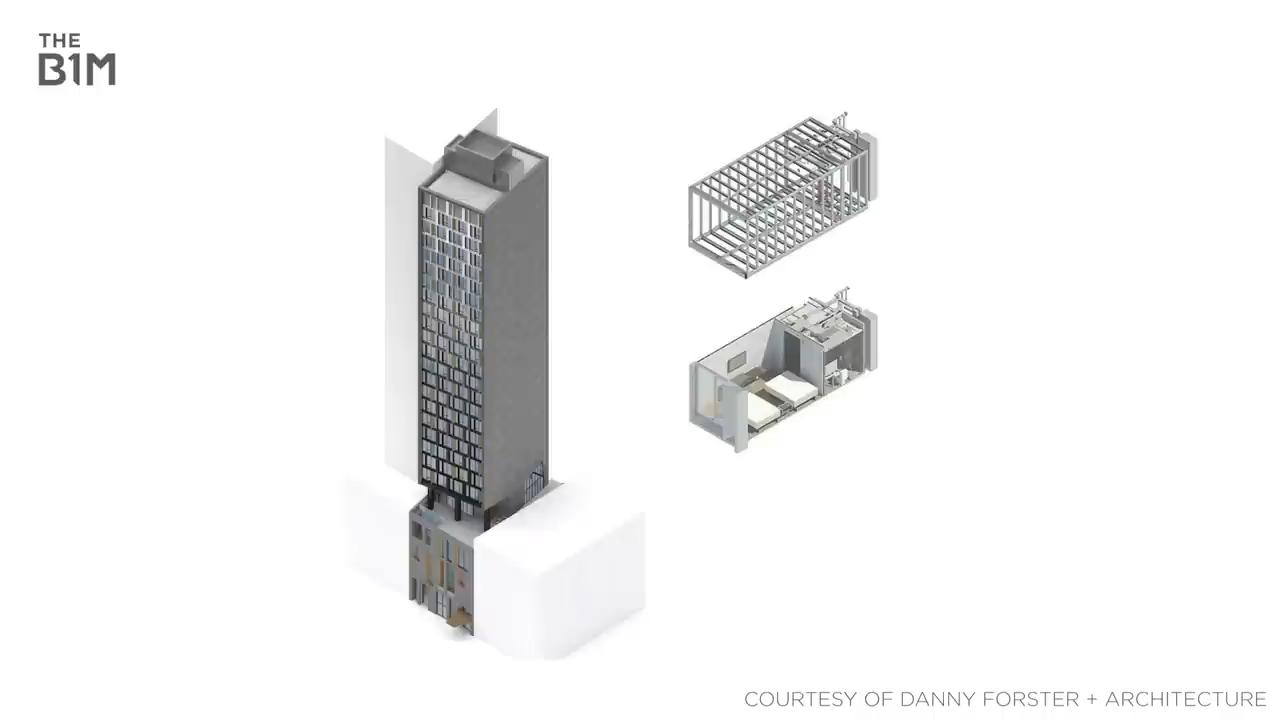 THE
B1M
COURTESY OF DANNY FORSTER + ARCHITECTURE